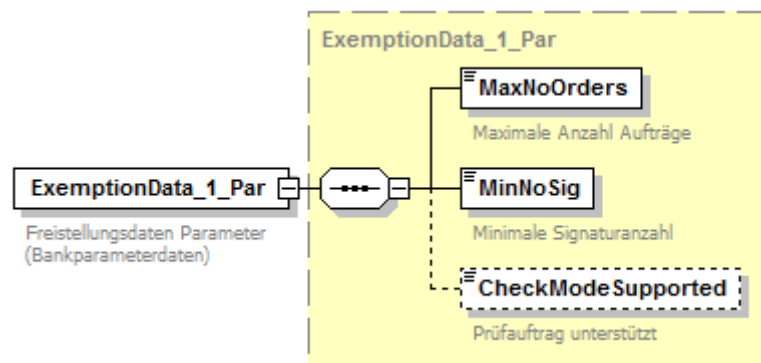 ExemptionData_1_Par
MaxNoOrders
Maximale Anzahl Aufträge
ExemptionData_1_Par
Freistellungsdaten Parameter
(Bankparameterdaten)
MinNoSig
Minimale Signaturanzahl
CheckModeSupported
Prüfauftrag unterstützt